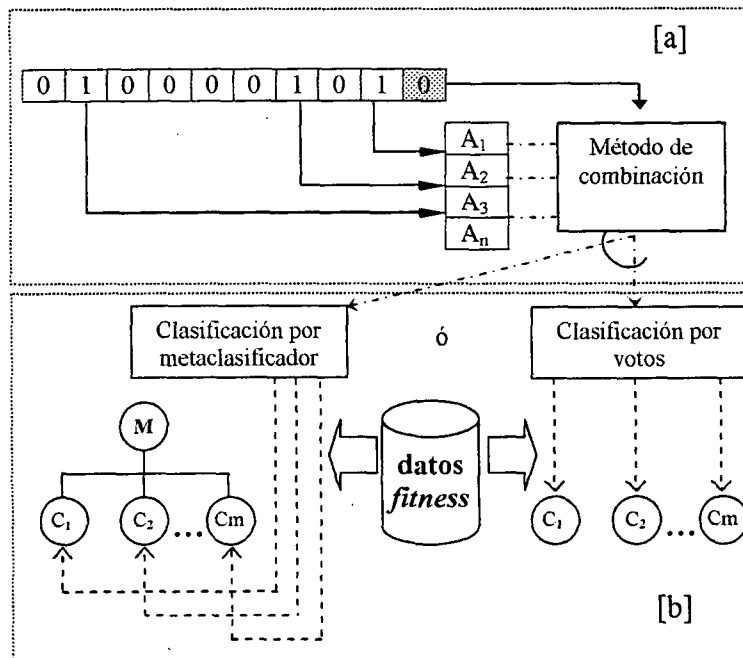 [a]
0 1 0 0 0 0 0 1 0 1 0
A1
A2
A3
An
Método de
combinación
Clasificación por
metaclasificador
ó
Clasificación por
votos
M
datos
fitness
C1 C2 ... Cm
C1 C2 ... Cm
[b]